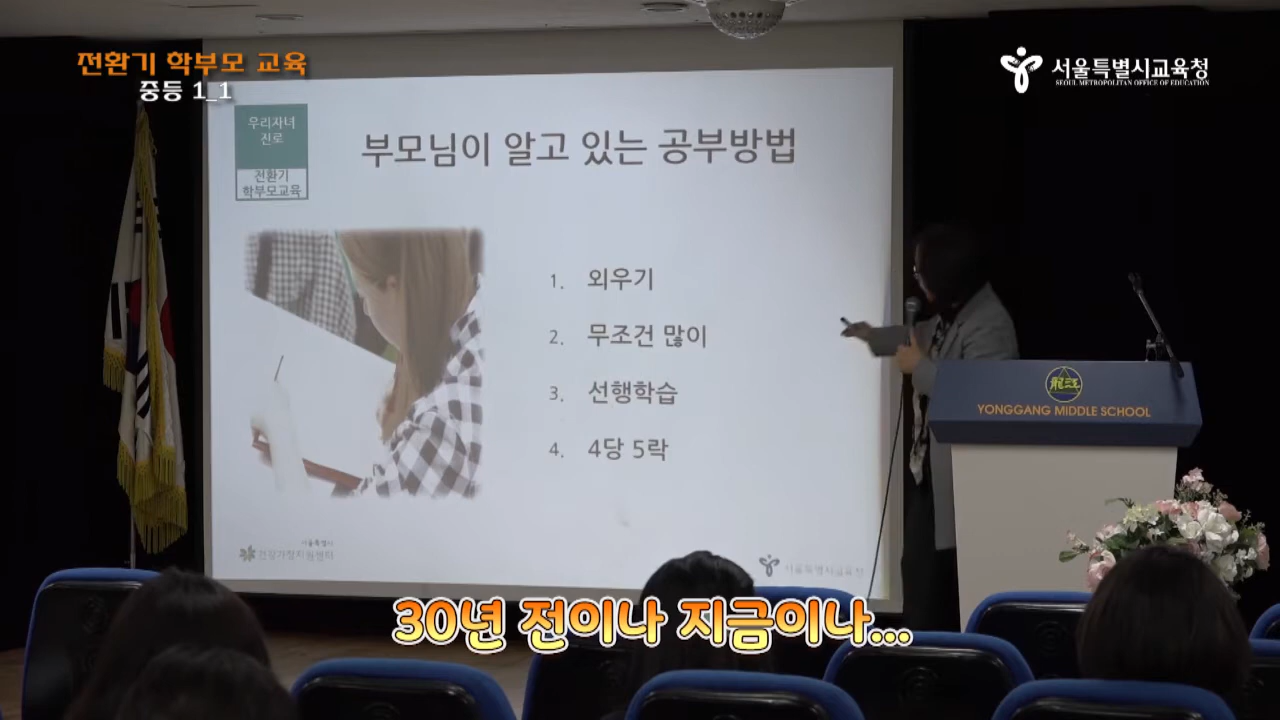 전환기 학부모 교육
중등 1_1
서울특별시교육청
SEOUL METROPOLITAN OFFICE OF EDUCATION
우리자녀
진로
전환기
학부모교육
부모님이 알고 있는 공부방법
1. 외우기
2. 무조건 많이
3. 선행학습
4. 4당 5락
서울특별시
건강가정지원센터
서울특별시교육청
龍江
YONGGANG MIDDLE SCHOOL
30년 전이나 지금이나...